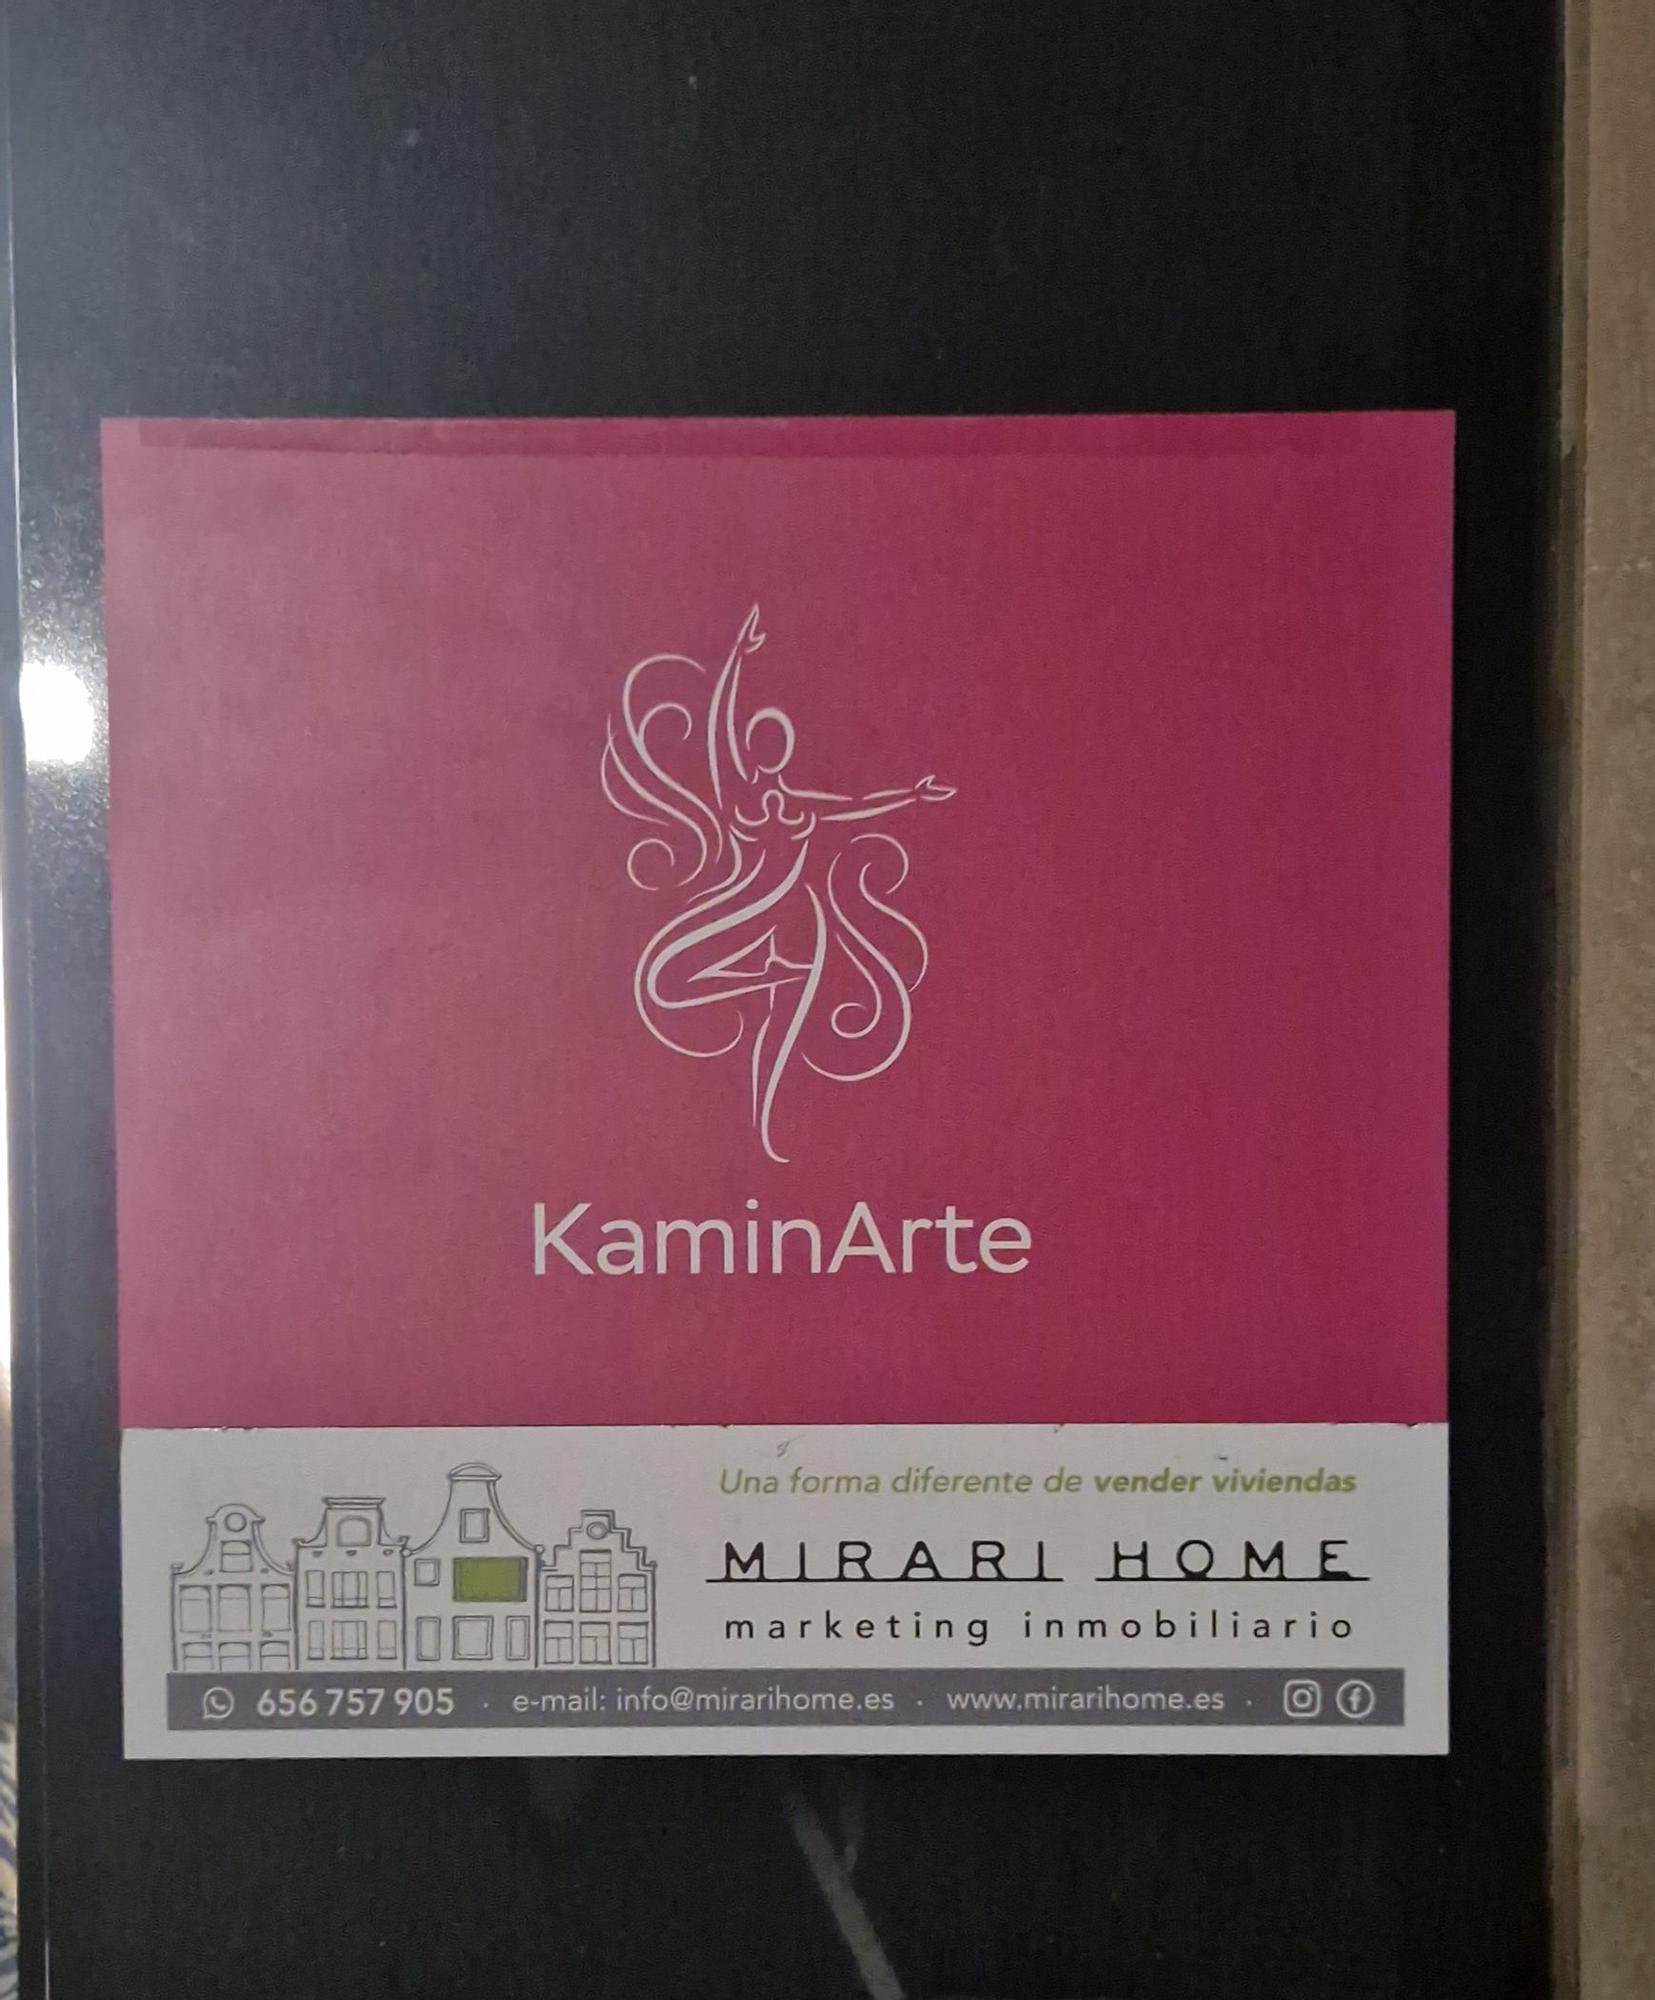 KaminArte
Una forma diferente de vender viviendas
MIRARI HOME
marketing inmobiliario
656 757 905 · e-mail: info@mirarihome.es · www.mirarihome.es ·